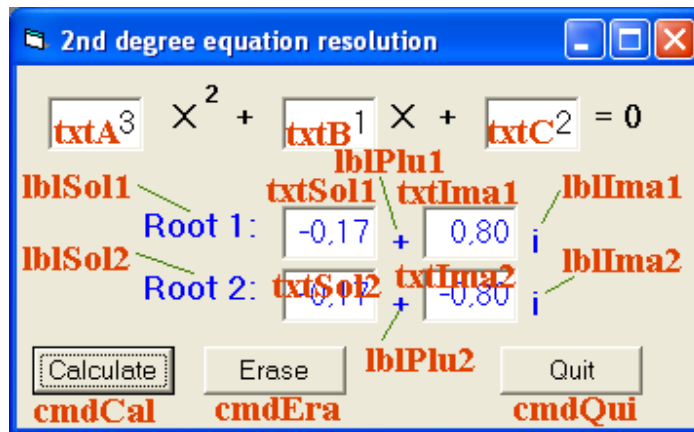 2nd degree equation resolution
txtA 3 X 2 + txtB 1 X + txtC 2 = 0
lblPlu1
lblSol1 txtSol1 txtIma1 lblIma1
Root 1: -0,17 + 0,80 i
lblSol2 lblIma2
Root 2: txtSol2 -0,17 + txtIma2 -0,80 i
lblPlu2
Calculate Erase Quit
cmdCal cmdEra cmdQui